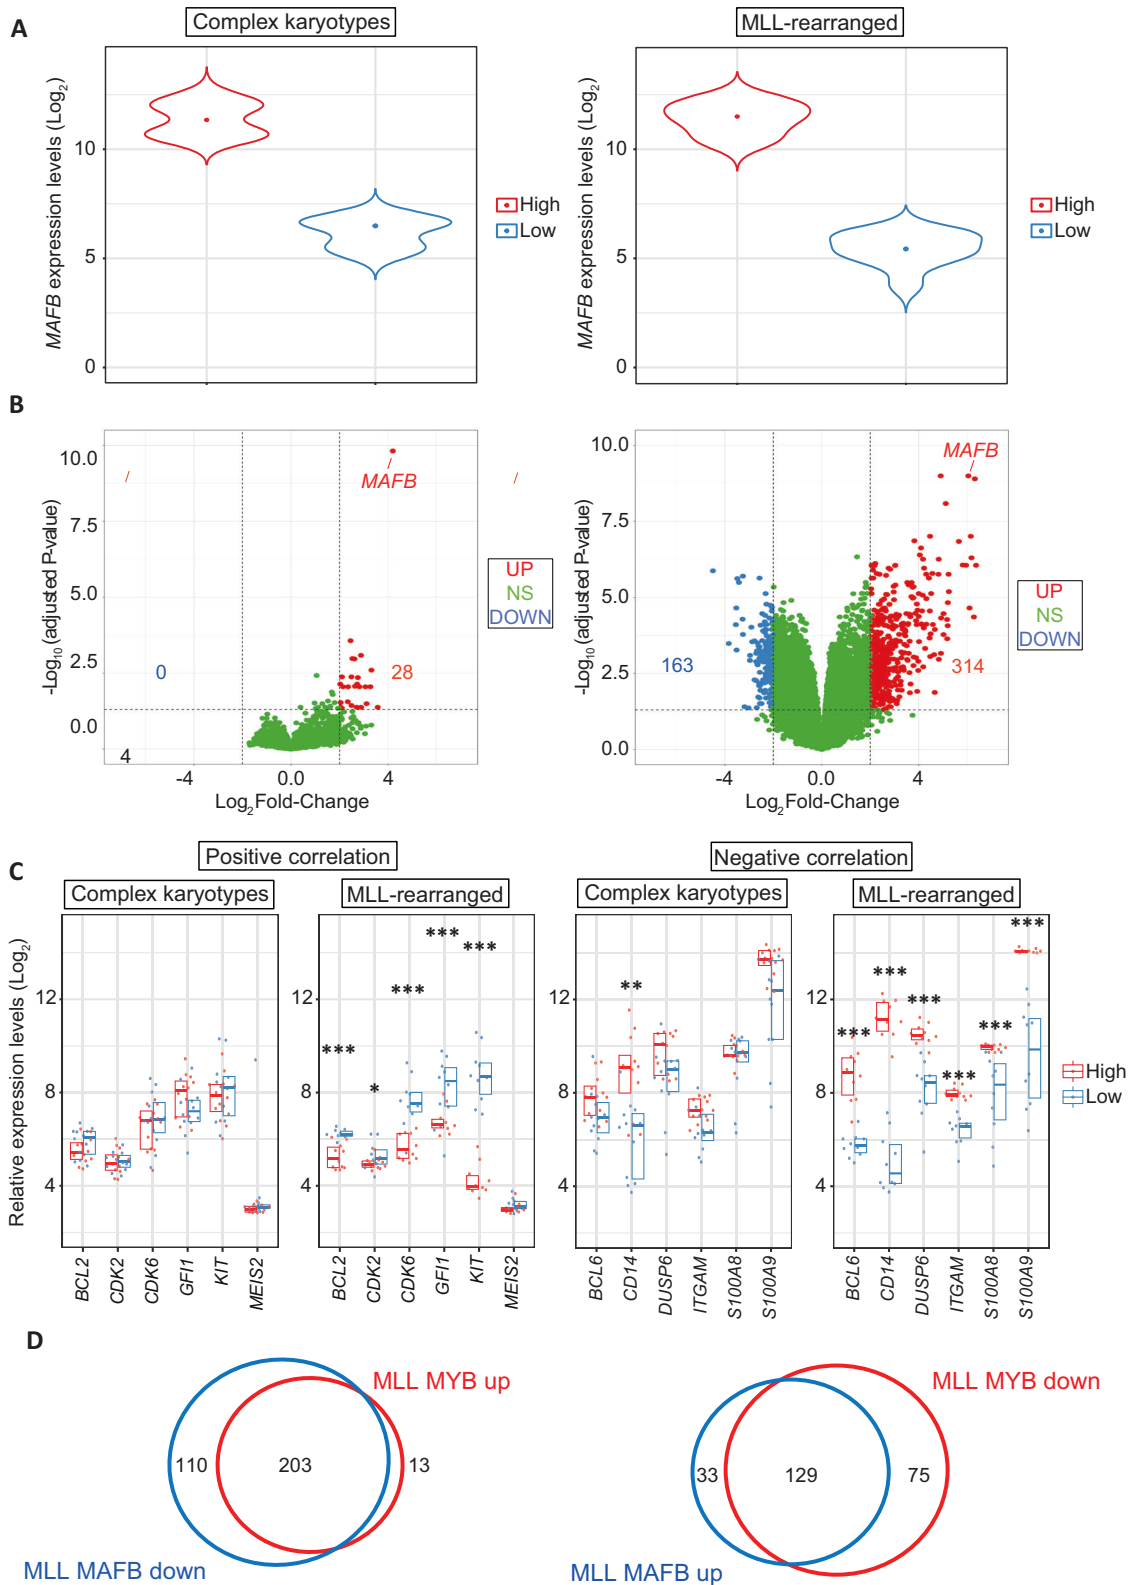 A
Complex karyotypes
MLL-rearranged
MAFB expression levels (Log2)
10
5
0
High
Low
MAFB expression levels (Log2)
10
5
0
High
Low
B
-Log10 (adjusted P-value)
10.0
7.5
5.0
2.5
0.0
MAFB
0
28
4
-4
0.0
4
Log2Fold-Change
UP
NS
DOWN
-Log10 (adjusted P-value)
10.0
7.5
5.0
2.5
0.0
MAFB
163
314
-4
0.0
4
Log2Fold-Change
UP
NS
DOWN
C
Positive correlation
Negative correlation
Complex karyotypes
MLL-rearranged
Complex karyotypes
MLL-rearranged
Relative expression levels (Log2)
12
8
4
BCL2
CDK2
CDK6
GFI1
KIT
MEIS2
12
8
4
***
*
***
***
***
BCL2
CDK2
CDK6
GFI1
KIT
MEIS2
12
8
4
**
BCL6
CD14
DUSP6
ITGAM
S100A8
S100A9
12
8
4
***
***
***
***
***
***
BCL6
CD14
DUSP6
ITGAM
S100A8
S100A9
High
Low
D
MLL MYB up
110
203
13
MLL MAFB down
MLL MYB down
33
129
75
MLL MAFB up